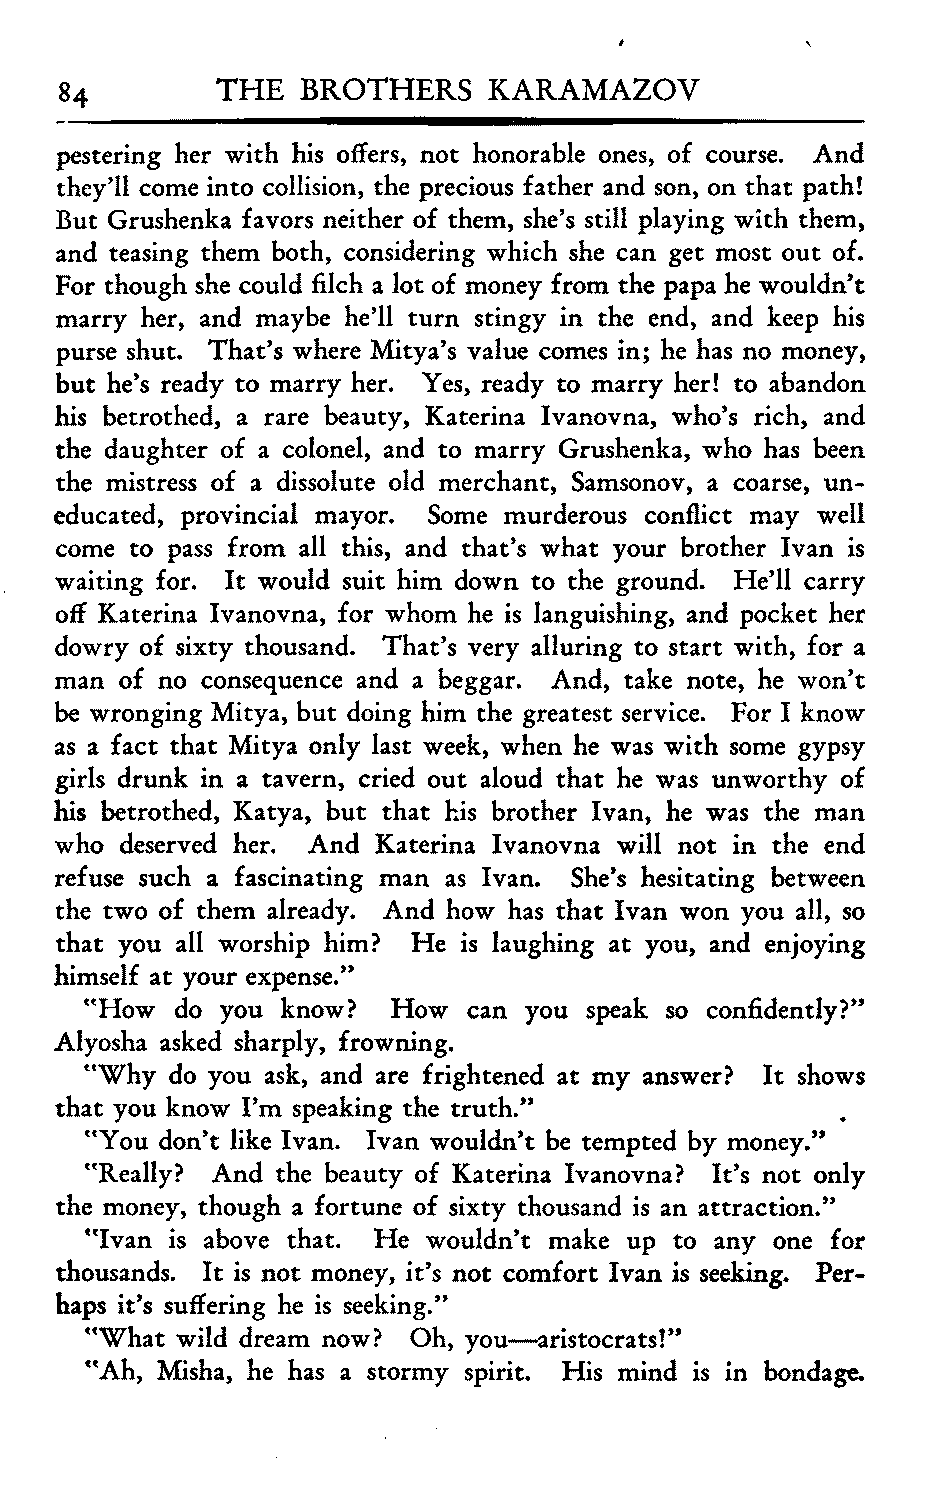 84 THE BROTHERS KARAMAZOV
pestering her with his offers, not honorable ones, of course. And
they'll come into collision, the precious father and son, on that path!
But Grushenka favors neither of them, she's still playing with them,
and teasing them both, considering which she can get most out of.
For though she could filch a lot of money from the papa he wouldn't
marry her, and maybe he'll turn stingy in the end, and keep his
purse shut. That's where Mitya's value comes in; he has no money,
but he's ready to marry her. Yes, ready to marry her! to abandon
his betrothed, a rare beauty, Katerina Ivanovna, who's rich, and
the daughter of a colonel, and to marry Grushenka, who has been
the mistress of a dissolute old merchant, Samsonov, a coarse, un-
educated, provincial mayor. Some murderous conflict may well
come to pass from all this, and that's what your brother Ivan is
waiting for. It would suit him down to the ground. He'll carry
off Katerina Ivanovna, for whom he is languishing, and pocket her
dowry of sixty thousand. That's very alluring to start with, for a
man of no consequence and a beggar. And, take note, he won't
be wronging Mitya, but doing him the greatest service. For I know
as a fact that Mitya only last week, when he was with some gypsy
girls drunk in a tavern, cried out aloud that he was unworthy of
his betrothed, Katya, but that his brother Ivan, he was the man
who deserved her. And Katerina Ivanovna will not in the end
refuse such a fascinating man as Ivan. She's hesitating between
the two of them already. And how has that Ivan won you all, so
that you all worship him? He is laughing at you, and enjoying
himself at your expense."
"How do you know? How can you speak so confidently?"
Alyosha asked sharply, frowning.
"Why do you ask, and are frightened at my answer? It shows
that you know I'm speaking the truth."
"You don't like Ivan. Ivan wouldn't be tempted by money."
"Really? And the beauty of Katerina Ivanovna? It's not only
the money, though a fortune of sixty thousand is an attraction."
"Ivan is above that. He wouldn't make up to any one for
thousands. It is not money, it's not comfort Ivan is seeking. Per-
haps it's suffering he is seeking."
"What wild dream now? Oh, you—aristocrats!"
"Ah, Misha, he has a stormy spirit. His mind is in bondage.